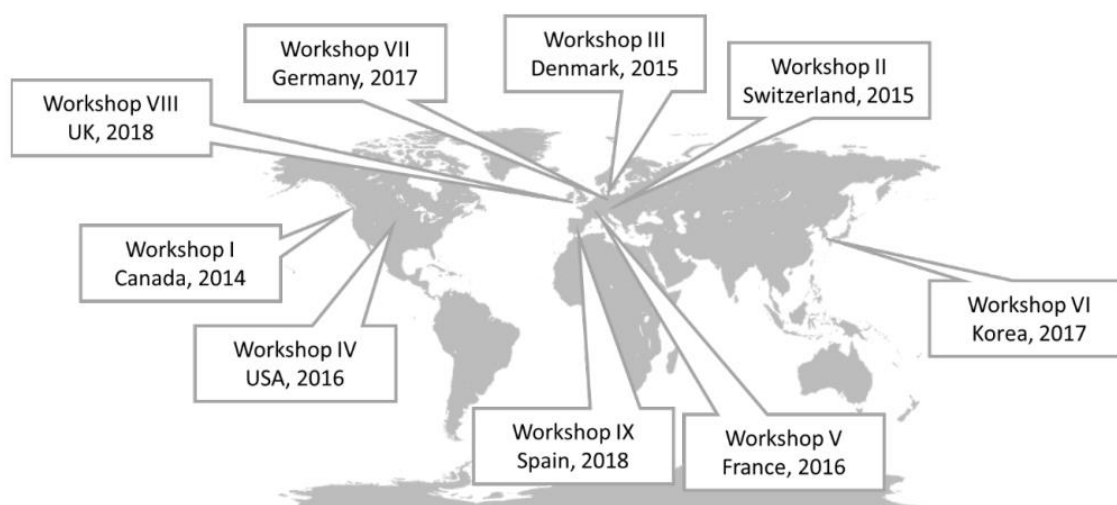 Workshop III
Denmark, 2015
Workshop VII
Germany, 2017
Workshop II
Switzerland, 2015
Workshop VIII
UK, 2018
Workshop I
Canada, 2014
Workshop VI
Korea, 2017
Workshop IV
USA, 2016
Workshop IX
Spain, 2018
Workshop V
France, 2016